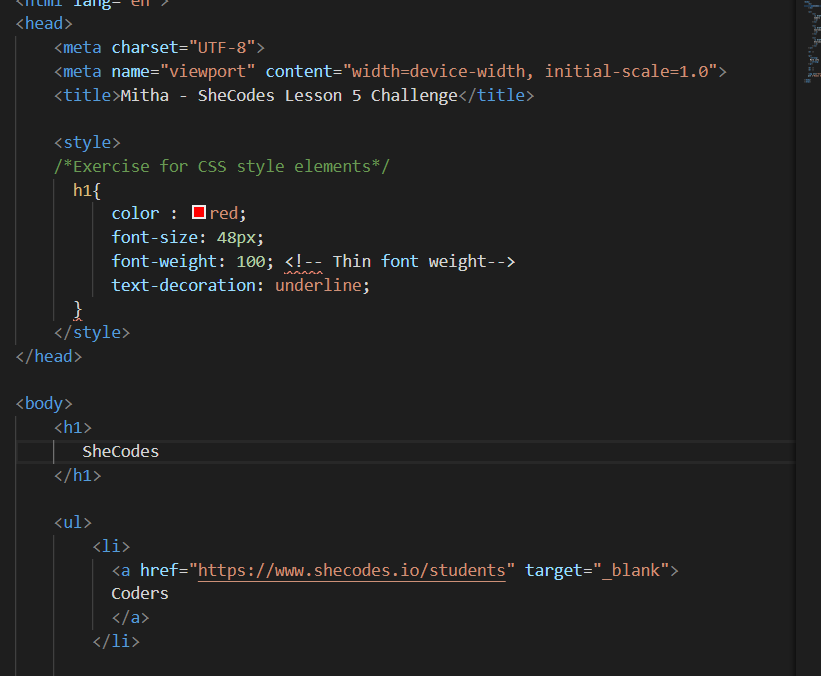 <html lang="en">
<head>
<meta charset="UTF-8">
<meta name="viewport" content="width=device-width, initial-scale=1.0">
<title>Mitha - SheCodes Lesson 5 Challenge</title>
<style>
/*Exercise for CSS style elements*/
h1{
color : red;
font-size: 48px;
font-weight: 100; <!-- Thin font weight-->
text-decoration: underline;
}
</style>
</head>
<body>
<h1>
SheCodes
</h1>
<ul>
<li>
<a href="https://www.shecodes.io/students" target="_blank">
Coders
</a>
</li>